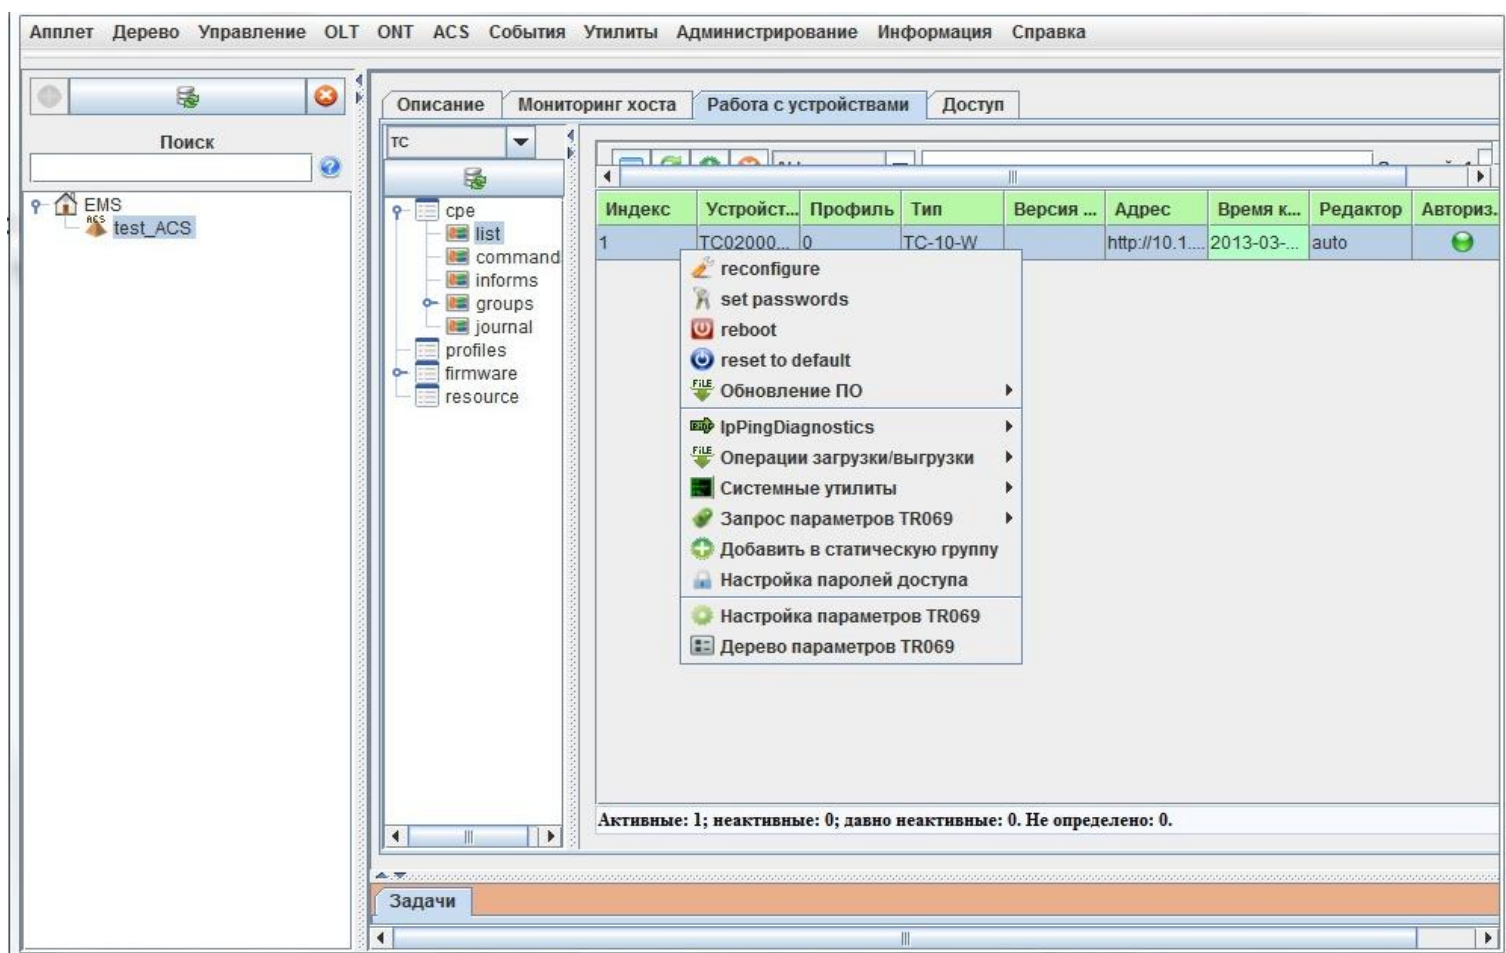 Апплет Дерево Управление OLT ONT ACS События Утилиты Администрирование Информация Справка
Поиск
EMS
ACS
test_ACS
Описание Мониторинг хоста Работа с устройствами Доступ
TC
cpe
list
command
informs
groups
journal
profiles
firmware
resource
Индекс Устройст... Профиль Тип Версия ... Адрес Время к... Редактор Авториз.
1 TC02000... 0 TC-10-W http://10.1.... 2013-03-... auto
reconfigure
set passwords
reboot
reset to default
FILE Обновление ПО
IpPingDiagnostics
FILE Операции загрузки/выгрузки
Системные утилиты
Запрос параметров TR069
Добавить в статическую группу
Настройка паролей доступа
Настройка параметров TR069
Дерево параметров TR069
Активные: 1; неактивные: 0; давно неактивные: 0. Не определено: 0.
Задачи